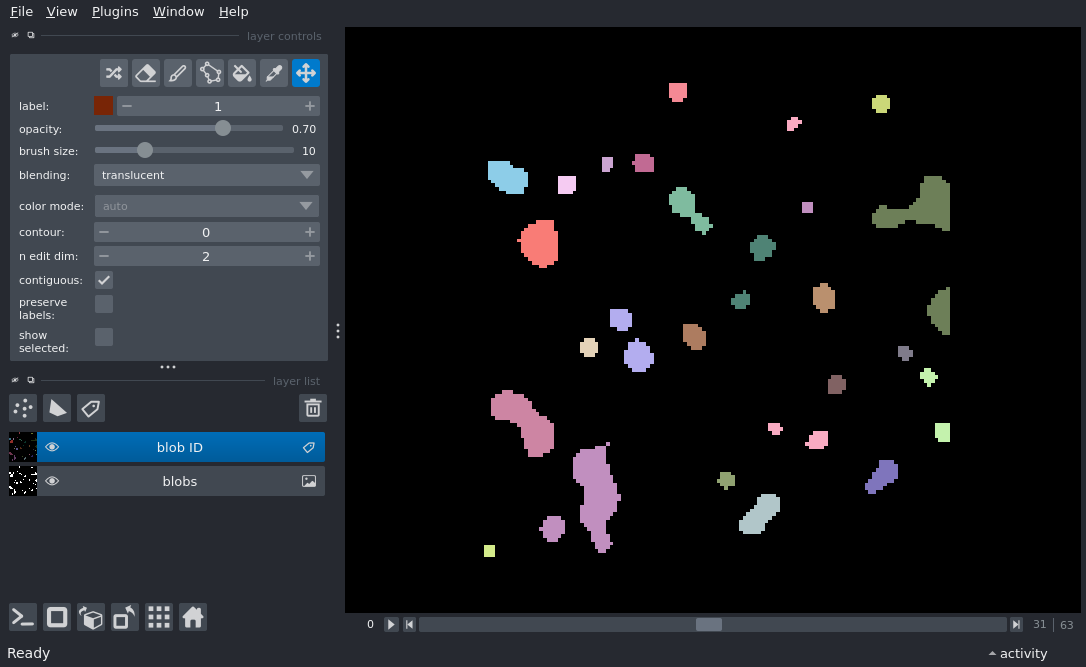 File View Plugins Window Help
layer controls
label: 1
opacity: 0.70
brush size: 10
blending: translucent
color mode: auto
contour: 0
n edit dim: 2
contiguous:
preserve
labels:
show
selected:
layer list
blob ID
blobs
0 31 | 63
Ready activity